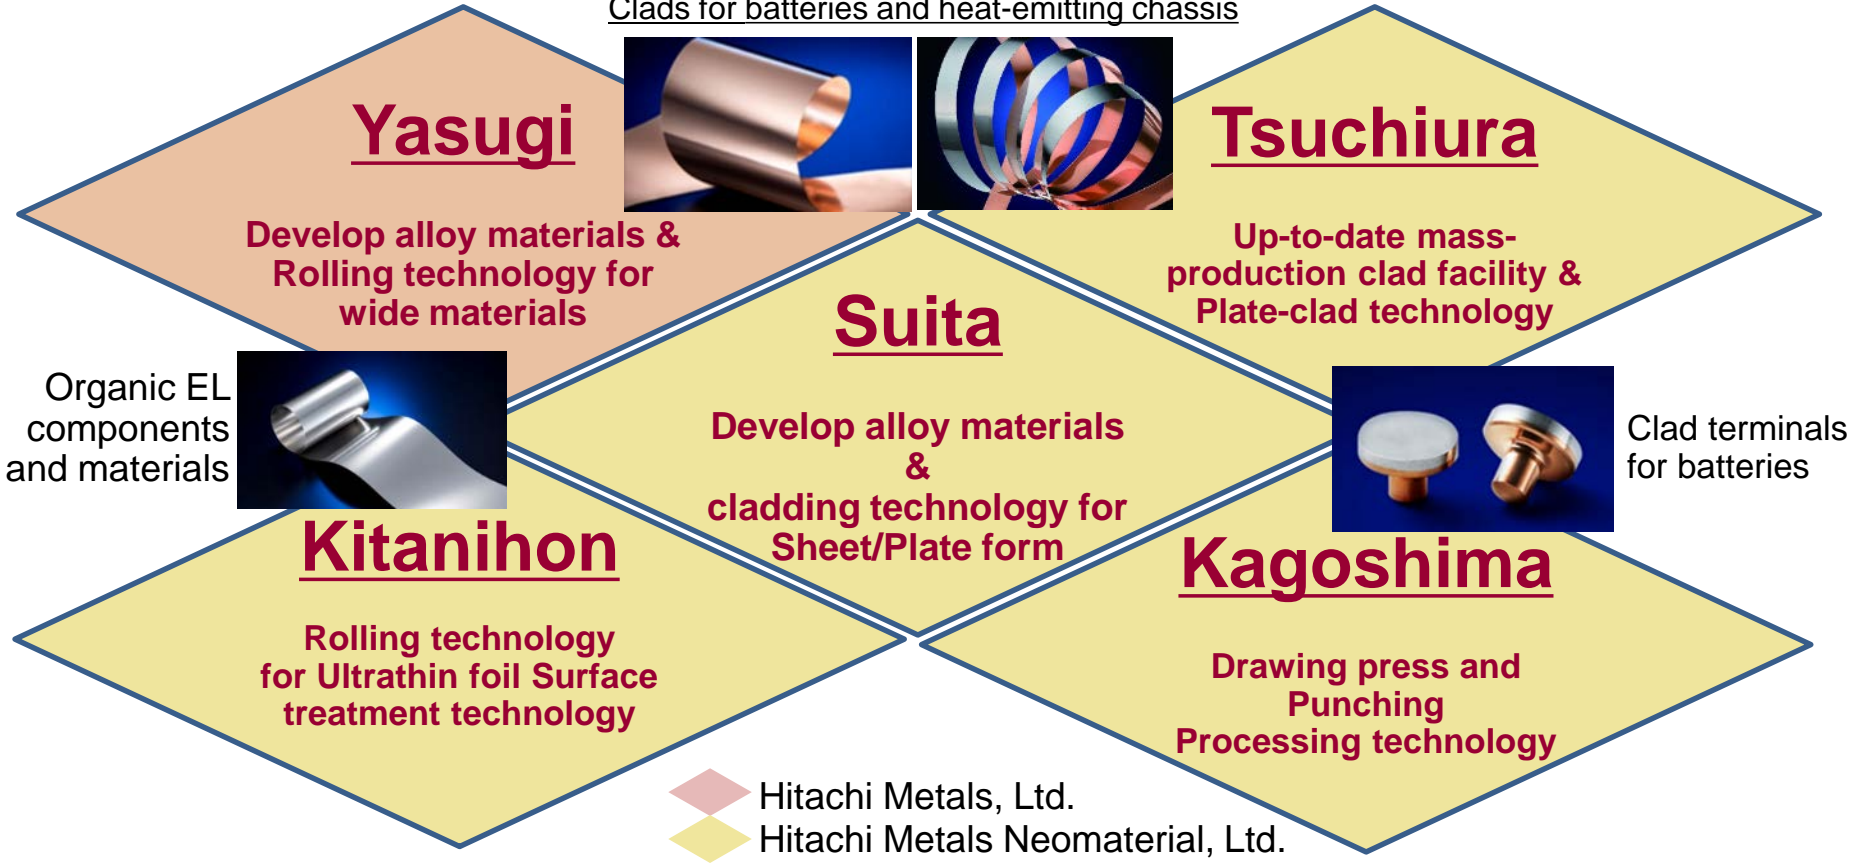 Clads for batteries and heat-emitting chassis
Yasugi
Develop alloy materials &
Rolling technology for
wide materials
Tsuchiura
Up-to-date mass-
production clad facility &
Plate-clad technology
Suita
Develop alloy materials
&
cladding technology for
Sheet/Plate form
Organic EL
components
and materials
Clad terminals
for batteries
Kitanihon
Rolling technology
for Ultrathin foil Surface
treatment technology
Kagoshima
Drawing press and
Punching
Processing technology
Hitachi Metals, Ltd.
Hitachi Metals Neomaterial, Ltd.